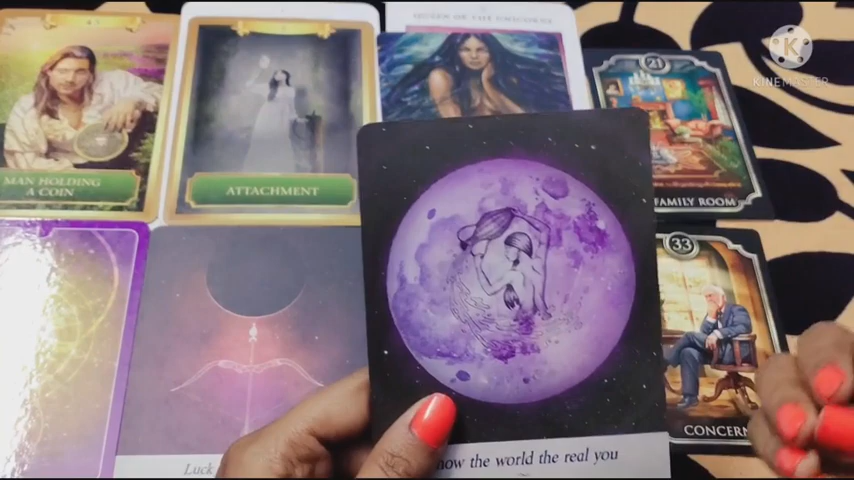 KINEMASTER
MAN HOLDING
A COIN
ATTACHMENT
21
FAMILY ROOM
33
CONCERN
Luck
now the world the real you